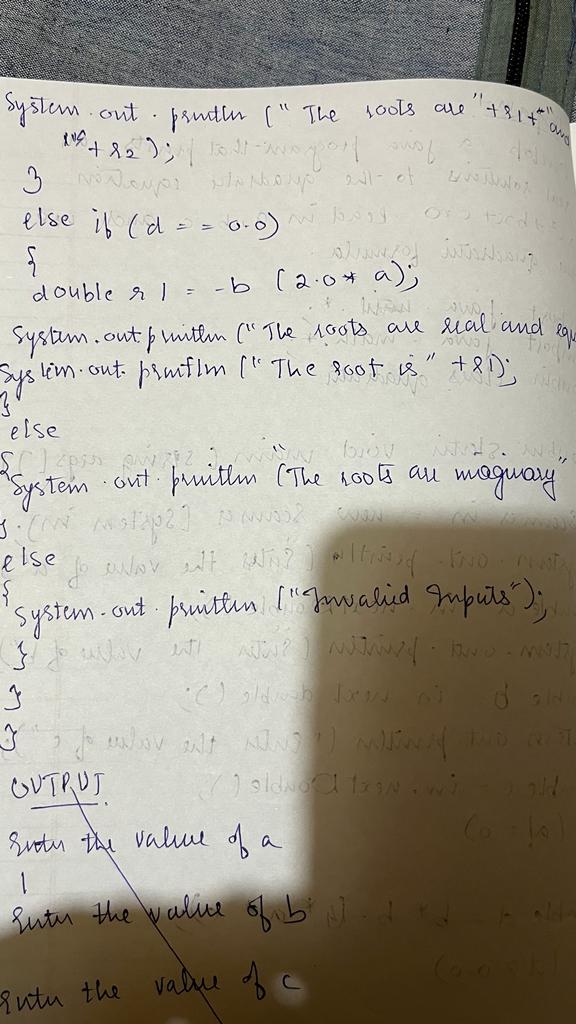 System.out.println ("The roots are "+r1+" and
""+r2);
}
else if (d == 0.0)
{
double r1 = -b (2.0* a);
System.out println ("The roots are real and equ
System.out.println (" The root is" +r1);
}
else
{
System.out.println (The roots are imaginary"
}
else
{
System.out.println ("Invalid Inputs");
}
}
}
OUTPUT
Enter the value of a
1
Enter the value of b
Enter the value of c